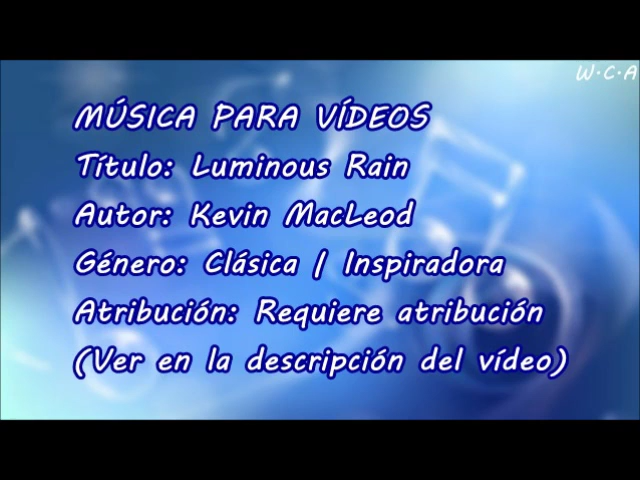 W.C.A
MÚSICA PARA VÍDEOS
Título: Luminous Rain
Autor: Kevin MacLeod
Género: Clásica / Inspiradora
Atribución: Requiere atribución
(Ver en la descripción del vídeo)